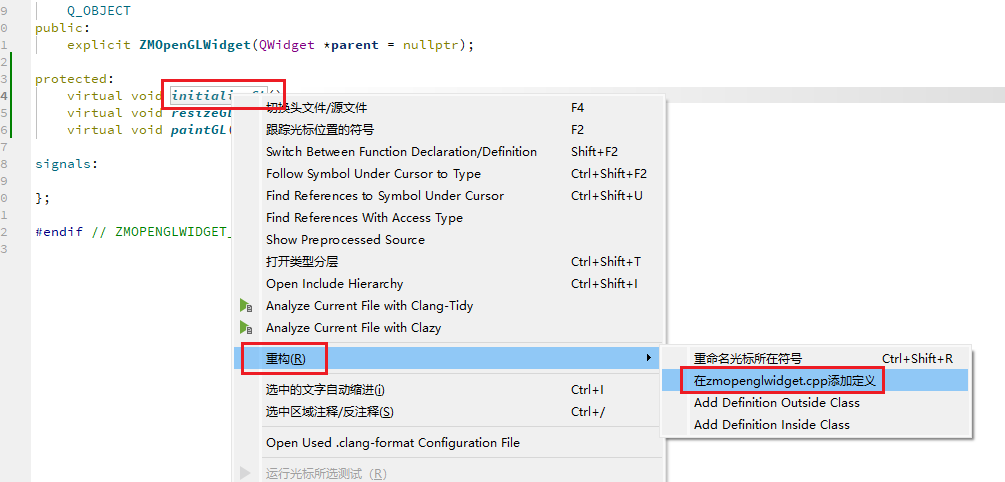 9 Q_OBJECT
0 public:
1 explicit ZMOpenGLWidget(QWidget *parent = nullptr);
2
3 protected:
4 virtual void
5 virtual void resizeGL
6 virtual void paintGL(
7
8 signals:
9
0 };
1
2 #endif // ZMOPENGLWIDGET_
3
切换头文件/源文件 F4
跟踪光标位置的符号 F2
Switch Between Function Declaration/Definition Shift+F2
Follow Symbol Under Cursor to Type Ctrl+Shift+F2
Find References to Symbol Under Cursor Ctrl+Shift+U
Find References With Access Type
Show Preprocessed Source
打开类型分层 Ctrl+Shift+T
Open Include Hierarchy Ctrl+Shift+I
Analyze Current File with Clang-Tidy
Analyze Current File with Clazy
重构(R)
选中的文字自动缩进(i) Ctrl+I
选中区域注释/反注释(S) Ctrl+/
Open Used .clang-format Configuration File
运行光标所选测试 (R)
重命名光标所在符号 Ctrl+Shift+R
在zmopenglwidget.cpp添加定义
Add Definition Outside Class
Add Definition Inside Class